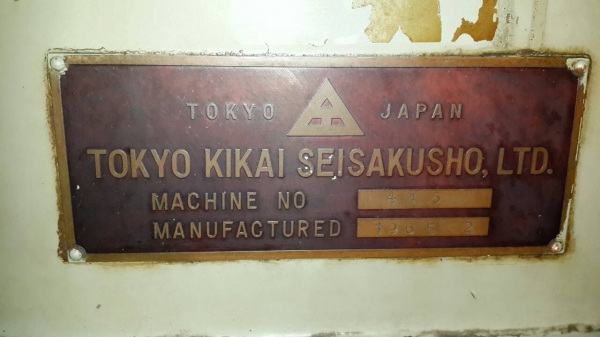 TOKYO JAPAN
TOKYO KIKAI SEISAKUSHO, LTD.
MACHINE NO
MANUFACTURED